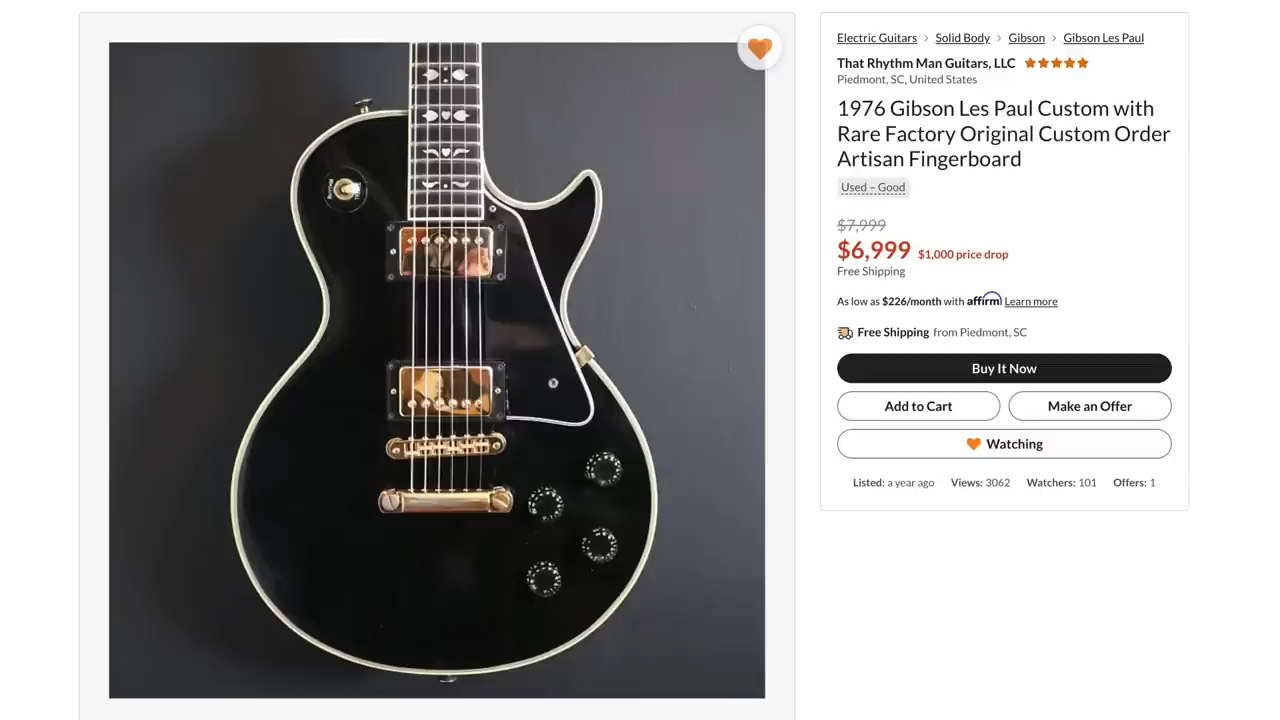 Electric Guitars > Solid Body > Gibson > Gibson Les Paul
That Rhythm Man Guitars, LLC
Piedmont, SC, United States
1976 Gibson Les Paul Custom with
Rare Factory Original Custom Order
Artisan Fingerboard
Used – Good
$7,999
$6,999 $1,000 price drop
Free Shipping
As low as $226/month with affirm Learn more
Free Shipping from Piedmont, SC
Buy It Now
Add to Cart Make an Offer
Watching
Listed: a year ago Views: 3062 Watchers: 101 Offers: 1
RHYTHM